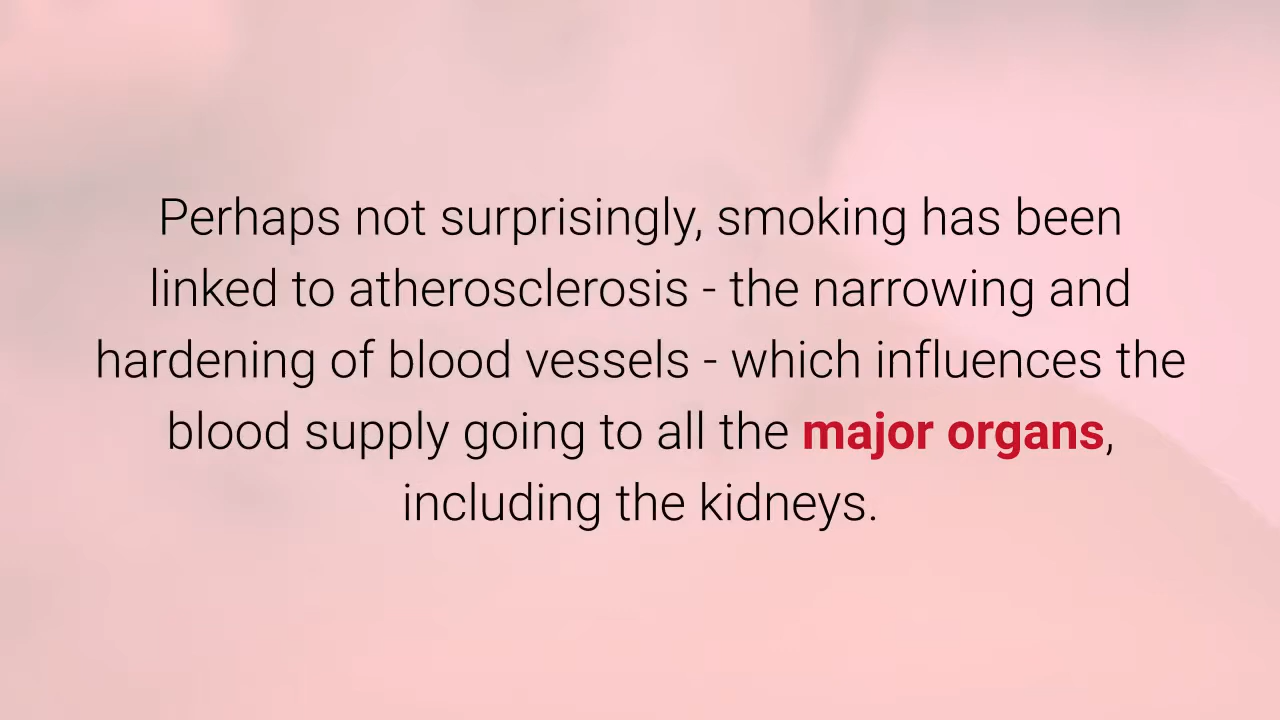 Perhaps not surprisingly, smoking has been
linked to atherosclerosis - the narrowing and
hardening of blood vessels - which influences the
blood supply going to all the major organs,
including the kidneys.